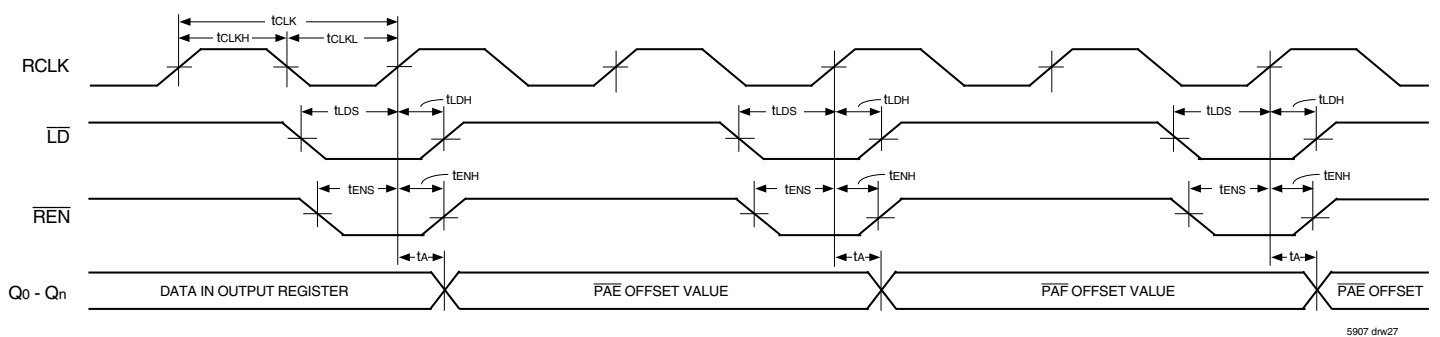 tCLK
tCLKH tCLKL
RCLK
tLDS tLDH tLDS tLDH tLDS tLDH
LD
tENS tENH tENS tENH tENS tENH
REN
tA tA tA
Q0 - Qn DATA IN OUTPUT REGISTER PAE OFFSET VALUE PAF OFFSET VALUE PAE OFFSET
5907 drw27